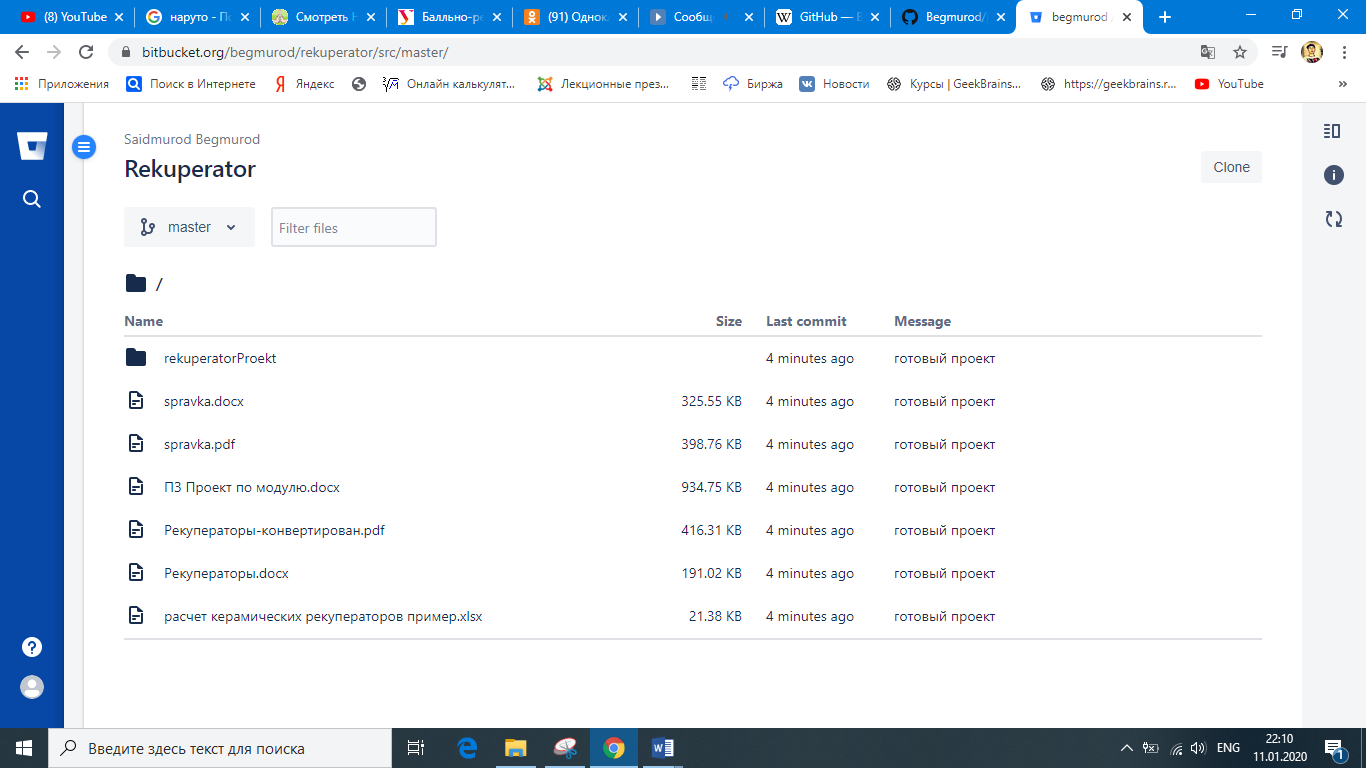 (8) YouTube
наруто - По
Смотреть Н
Балльно-ре
(91) Однокл
Сообщ
GitHub — В
Begmurod/
begmurod /
bitbucket.org/begmurod/rekuperator/src/master/
Приложения
Поиск в Интернете
Яндекс
Онлайн калькулят...
Лекционные през...
Биржа
Новости
Курсы | GeekBrains...
https://geekbrains.r...
YouTube
»
Saidmurod Begmurod
Rekuperator
Clone
master
Filter files
/
Name Size Last commit Message
rekuperatorProekt 4 minutes ago готовый проект
spravka.docx 325.55 KB 4 minutes ago готовый проект
spravka.pdf 398.76 KB 4 minutes ago готовый проект
ПЗ Проект по модулю.docx 934.75 KB 4 minutes ago готовый проект
Рекуператоры-конвертирован.pdf 416.31 KB 4 minutes ago готовый проект
Рекуператоры.docx 191.02 KB 4 minutes ago готовый проект
расчет керамических рекуператоров пример.xlsx 21.38 KB 4 minutes ago готовый проект
Введите здесь текст для поиска
ENG
22:10
11.01.2020
1